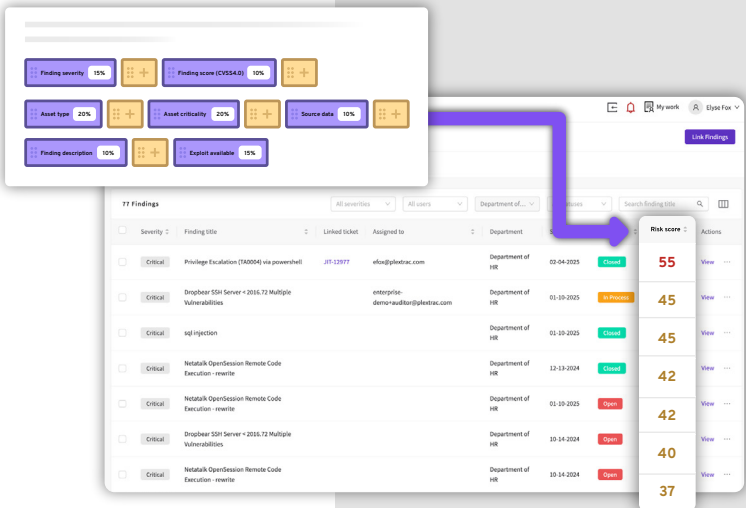 Finding severity 15% + Finding score (CVSS4.0) 10% +
Asset type 20% + Asset criticality 20% + Source data 10% +
Finding description 10% + Exploit available 15%
My work Elyse Fox
Link Findings
77 Findings All severities All users Department of... Search finding title
Severity Finding title Linked ticket Assigned to Department Risk score Actions
Critical Privilege Escalation (TA0004) via powershell JIT-12977 efox@plextrac.com Department of HR 02-04-2025 Closed 55 View ...
Critical Dropbear SSH Server < 2016.72 Multiple Vulnerabilities enterprise-demo+auditor@plextrac.com Department of HR 01-10-2025 In Process 45 View ...
Critical sql injection Department of HR 01-10-2025 Closed 45 View ...
Critical Netatalk OpenSession Remote Code Execution - rewrite Department of HR 12-13-2024 Closed 42 View ...
Critical Netatalk OpenSession Remote Code Execution - rewrite Department of HR 01-10-2025 Open 42 View ...
Critical Dropbear SSH Server < 2016.72 Multiple Vulnerabilities Department of HR 10-14-2024 Open 40 View ...
Critical Netatalk OpenSession Remote Code Execution - rewrite Department of HR 10-14-2024 Open 37 View ...